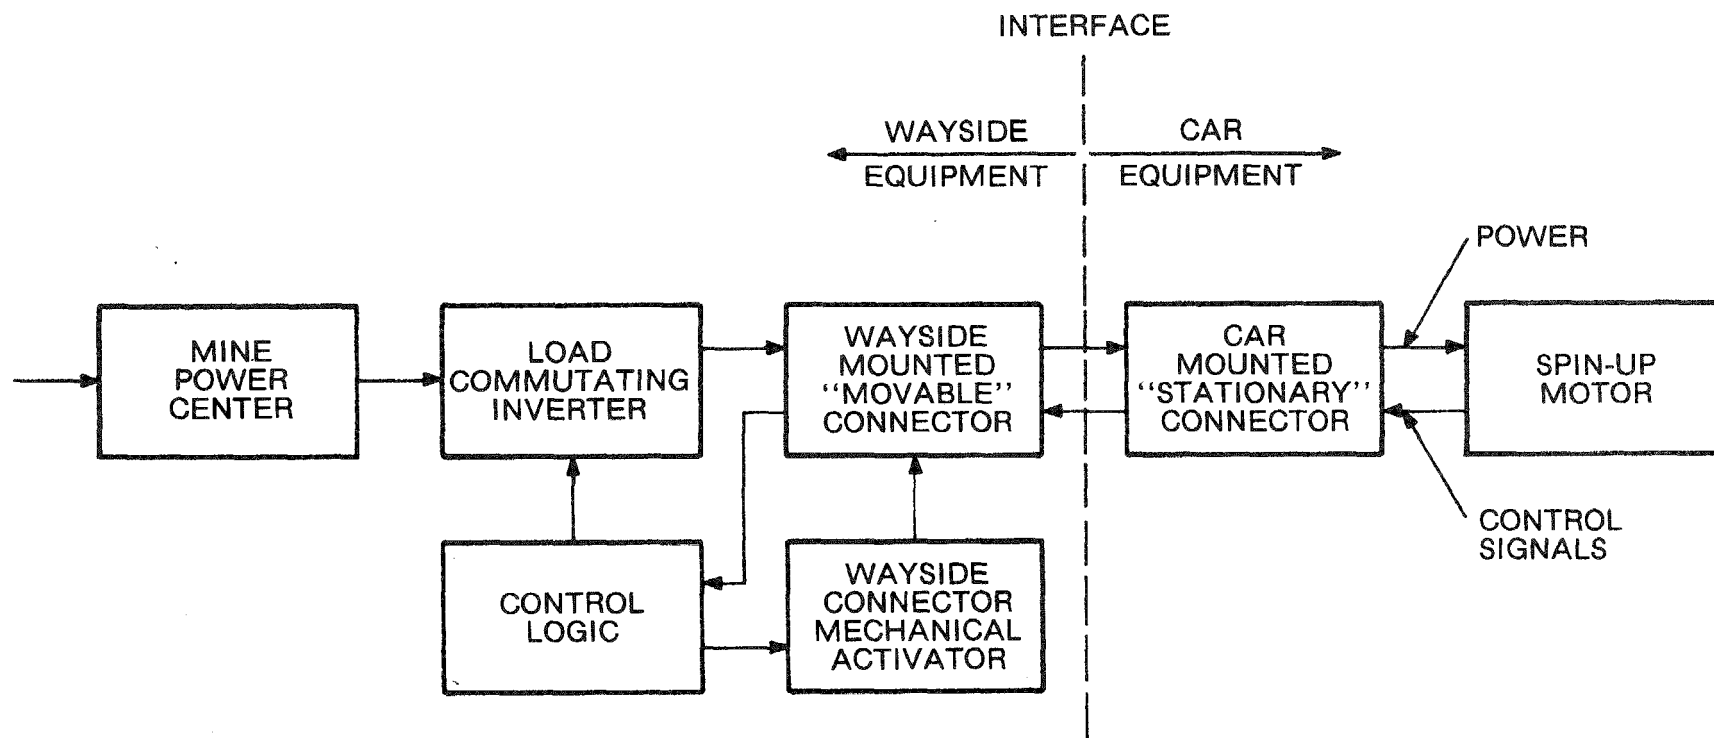 INTERFACE
WAYSIDE
EQUIPMENT
CAR
EQUIPMENT
POWER
MINE
POWER
CENTER
LOAD
COMMUTATING
INVERTER
WAYSIDE
MOUNTED
"MOVABLE"
CONNECTOR
CAR
MOUNTED
"STATIONARY"
CONNECTOR
SPIN-UP
MOTOR
CONTROL
SIGNALS
CONTROL
LOGIC
WAYSIDE
CONNECTOR
MECHANICAL
ACTIVATOR